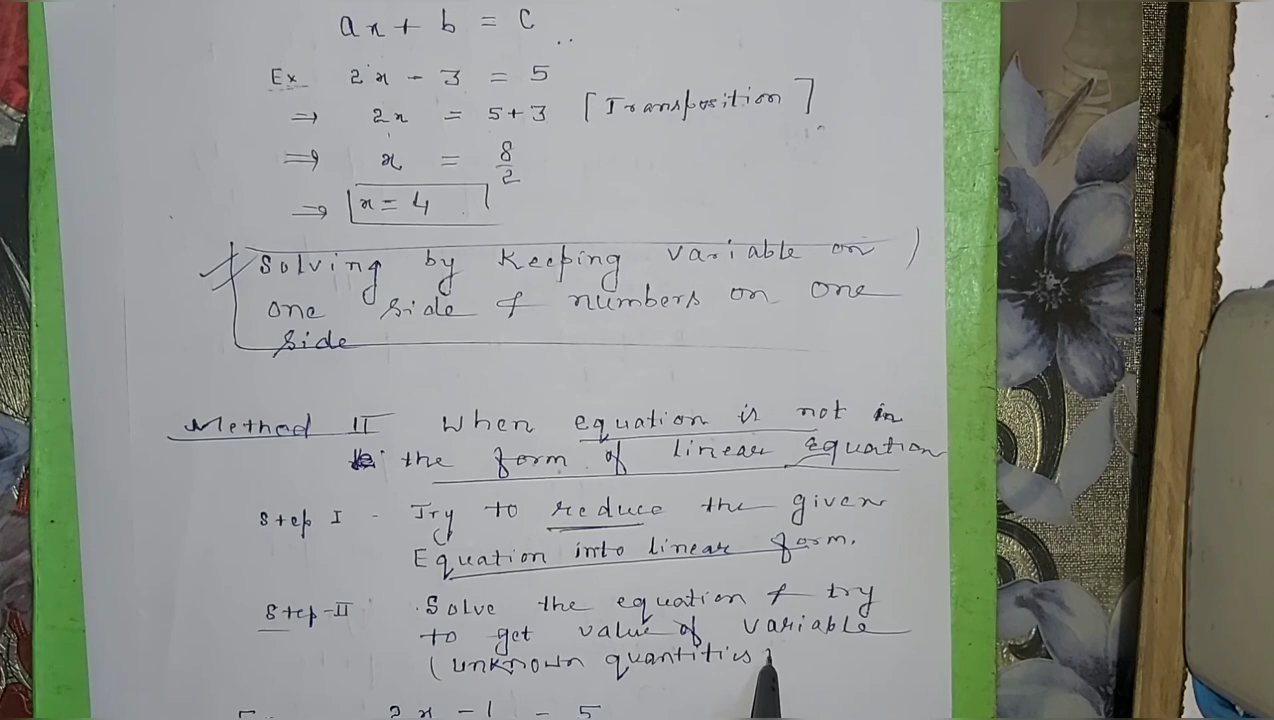 ax + b = C
Ex 2x - 3 = 5
⇒ 2x = 5+3 [Transposition]
⇒ x = 8/2
⇒ x = 4
Solving by Keeping variable on
one side & numbers on one
side
Method II When equation is not in
the form of linear Equation
Step I - Try to reduce the given
Equation into linear form.
Step-II Solve the equation & try
to get value of variable
(unknown quantities)
2x - 1 = 5